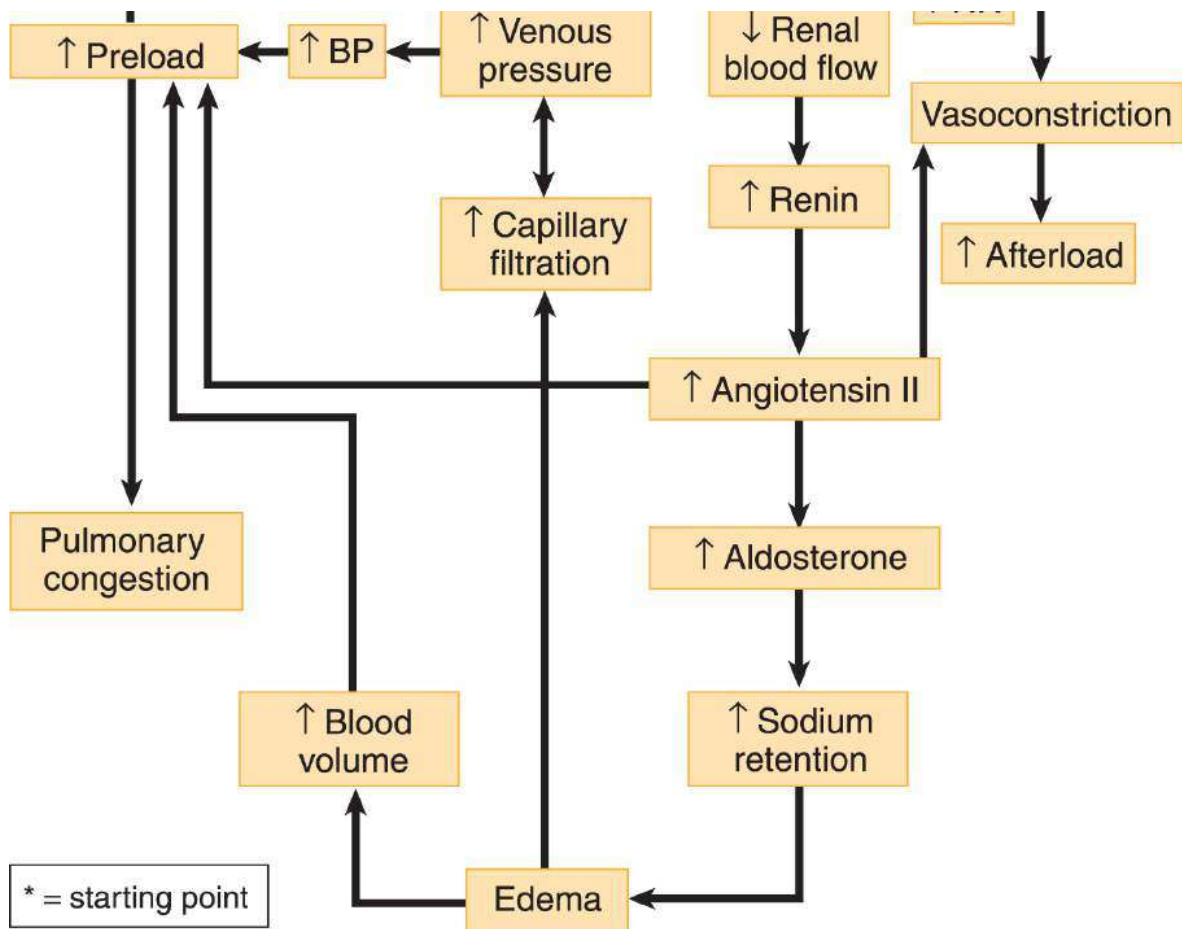 ↑ Preload
↑ BP
↑ Venous
pressure
↓ Renal
blood flow
Vasoconstriction
↑ Renin
↑ Capillary
filtration
↑ Afterload
↑ Angiotensin II
Pulmonary
congestion
↑ Aldosterone
↑ Blood
volume
↑ Sodium
retention
* = starting point
Edema